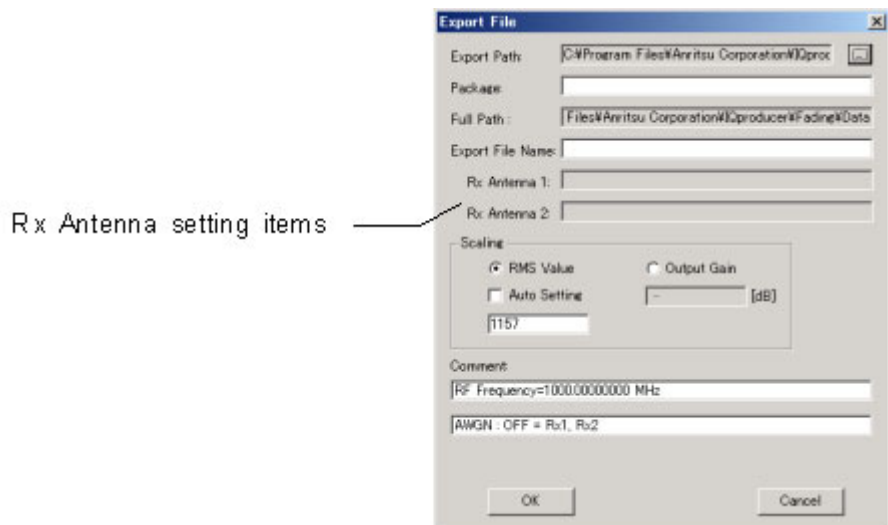 Export File
Export Path: C:¥Program Files¥Anritsu Corporation¥IQproc ...
Package:
Full Path : Files¥Anritsu Corporation¥IQproducer¥Fading¥Data
Export File Name:
Rx Antenna 1:
Rx Antenna setting items
Rx Antenna 2:
Scaling
RMS Value Output Gain
Auto Setting - [dB]
1157
Comment:
RF Frequency=1000.00000000 MHz
AWGN : OFF = Rx1, Rx2
OK Cancel